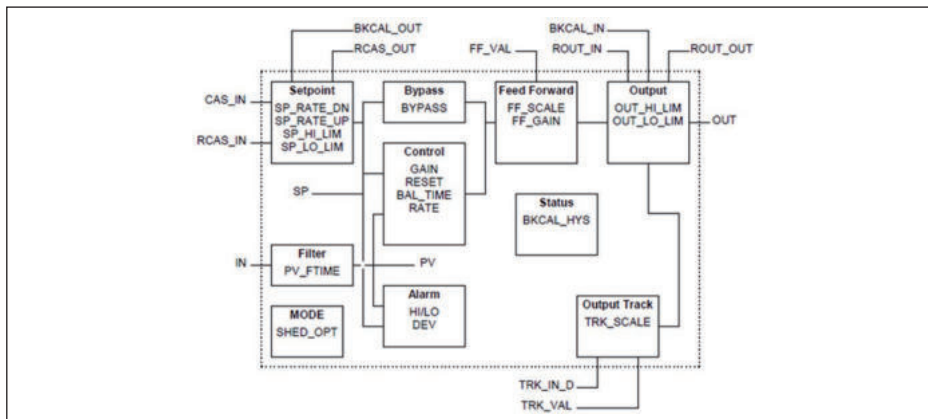 BKCAL_OUT
RCAS_OUT
FF_VAL
BKCAL_IN
ROUT_IN
ROUT_OUT
CAS_IN
RCAS_IN
Setpoint
SP_RATE_DN
SP_RATE_UP
SP_HI_LIM
SP_LO_LIM
Bypass
BYPASS
Feed Forward
FF_SCALE
FF_GAIN
Output
OUT_HI_LIM
OUT_LO_LIM
OUT
Control
GAIN
RESET
BAL_TIME
RATE
SP
Status
BKCAL_HYS
IN
Filter
PV_FTIME
PV
Alarm
HI/LO
DEV
MODE
SHED_OPT
Output Track
TRK_SCALE
TRK_IN_D
TRK_VAL